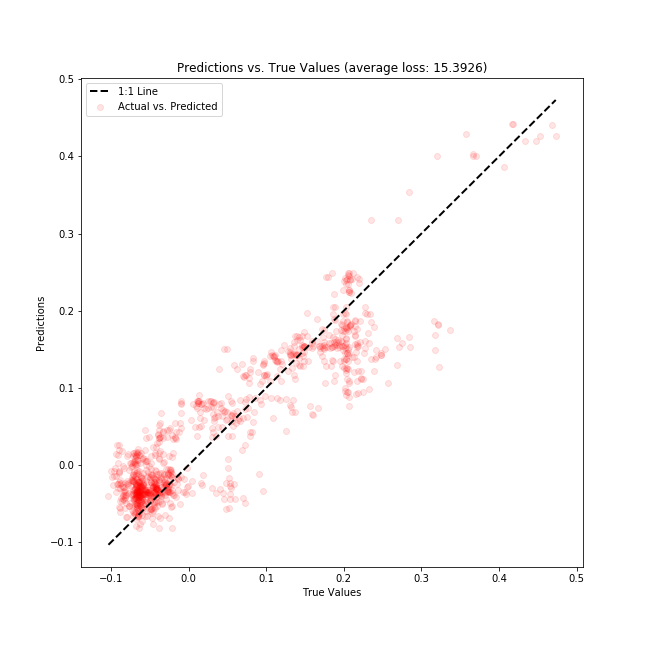 Predictions vs. True Values (average loss: 15.3926)
1:1 Line
Actual vs. Predicted
Predictions
0.5
0.4
0.3
0.2
0.1
0.0
−0.1
−0.1 0.0 0.1 0.2 0.3 0.4 0.5
True Values